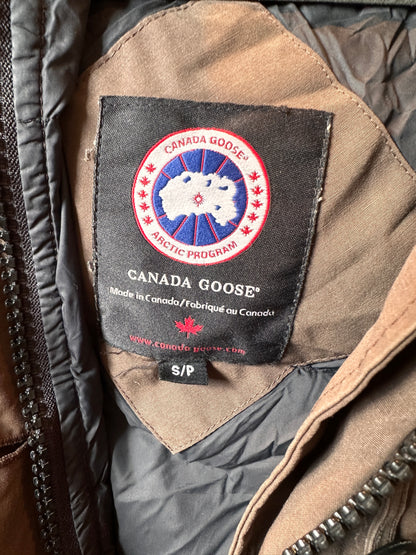 CANADA GOOSE®
ARCTIC PROGRAM
CANADA GOOSE®
Made in Canada/Fabriqué au Canada
www.canada-goose.com
S/P